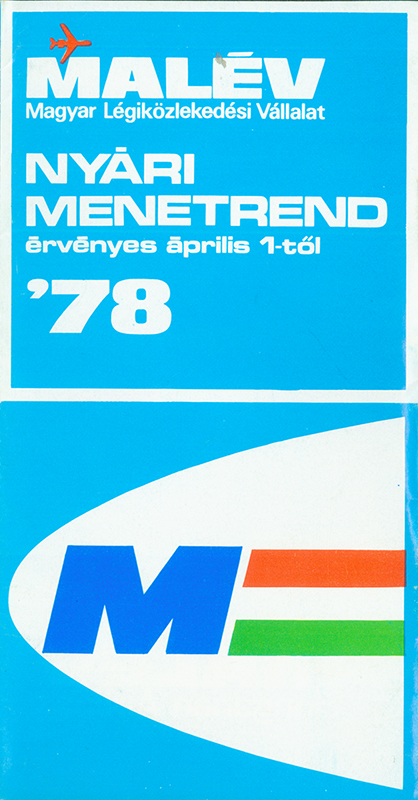 MALÉV
Magyar Légiközlekedési Vállalat
NYÁRI
MENETREND
érvényes április 1-től
'78
M